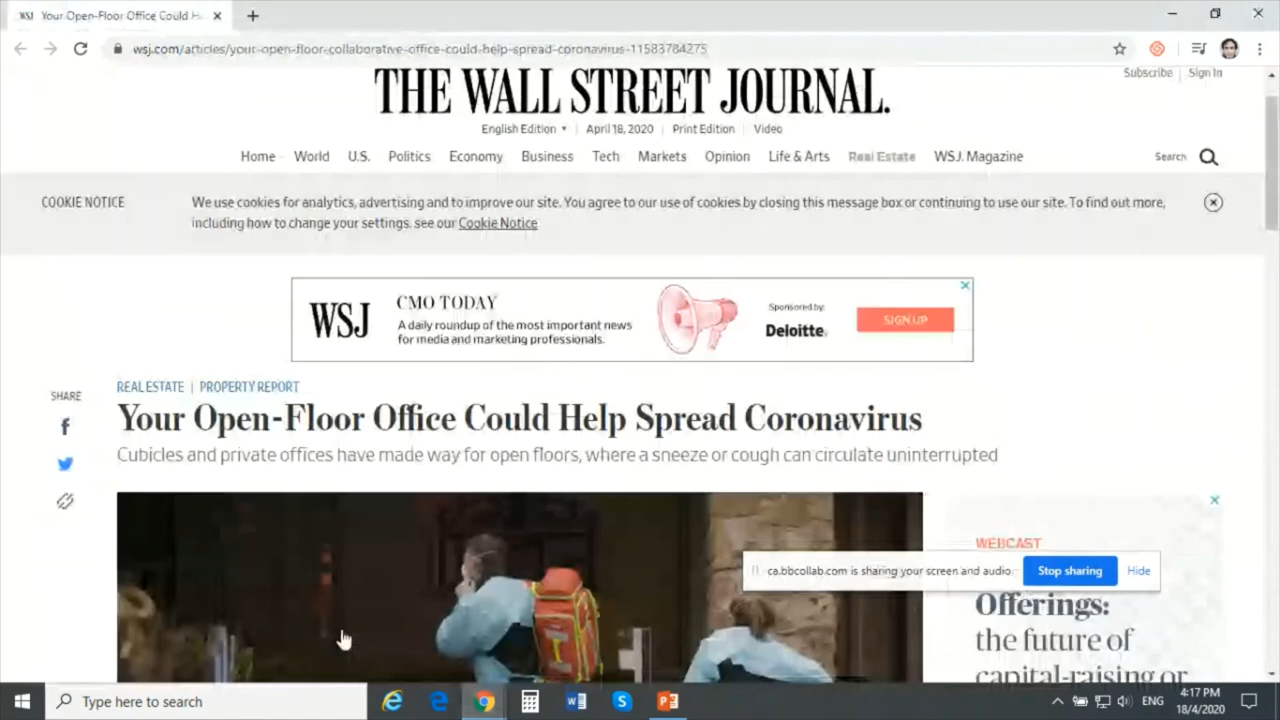 WSJ Your Open-Floor Office Could H
wsj.com/articles/your-open-floor-collaborative-office-could-help-spread-coronavirus-11583784275
Subscribe | Sign In
THE WALL STREET JOURNAL.
English Edition | April 18, 2020 | Print Edition | Video
Home World U.S. Politics Economy Business Tech Markets Opinion Life & Arts Real Estate WSJ. Magazine Search
COOKIE NOTICE
We use cookies for analytics, advertising and to improve our site. You agree to our use of cookies by closing this message box or continuing to use our site. To find out more,
including how to change your settings, see our Cookie Notice
WSJ
CMO TODAY
A daily roundup of the most important news
for media and marketing professionals.
Sponsored by:
Deloitte.
SIGN UP
SHARE
REAL ESTATE | PROPERTY REPORT
Your Open-Floor Office Could Help Spread Coronavirus
Cubicles and private offices have made way for open floors, where a sneeze or cough can circulate uninterrupted
WEBCAST
ca.bbcollab.com is sharing your screen and audio. Stop sharing Hide
Offerings:
the future of
capital-raising or
Type here to search
ENG
4:17 PM
18/4/2020